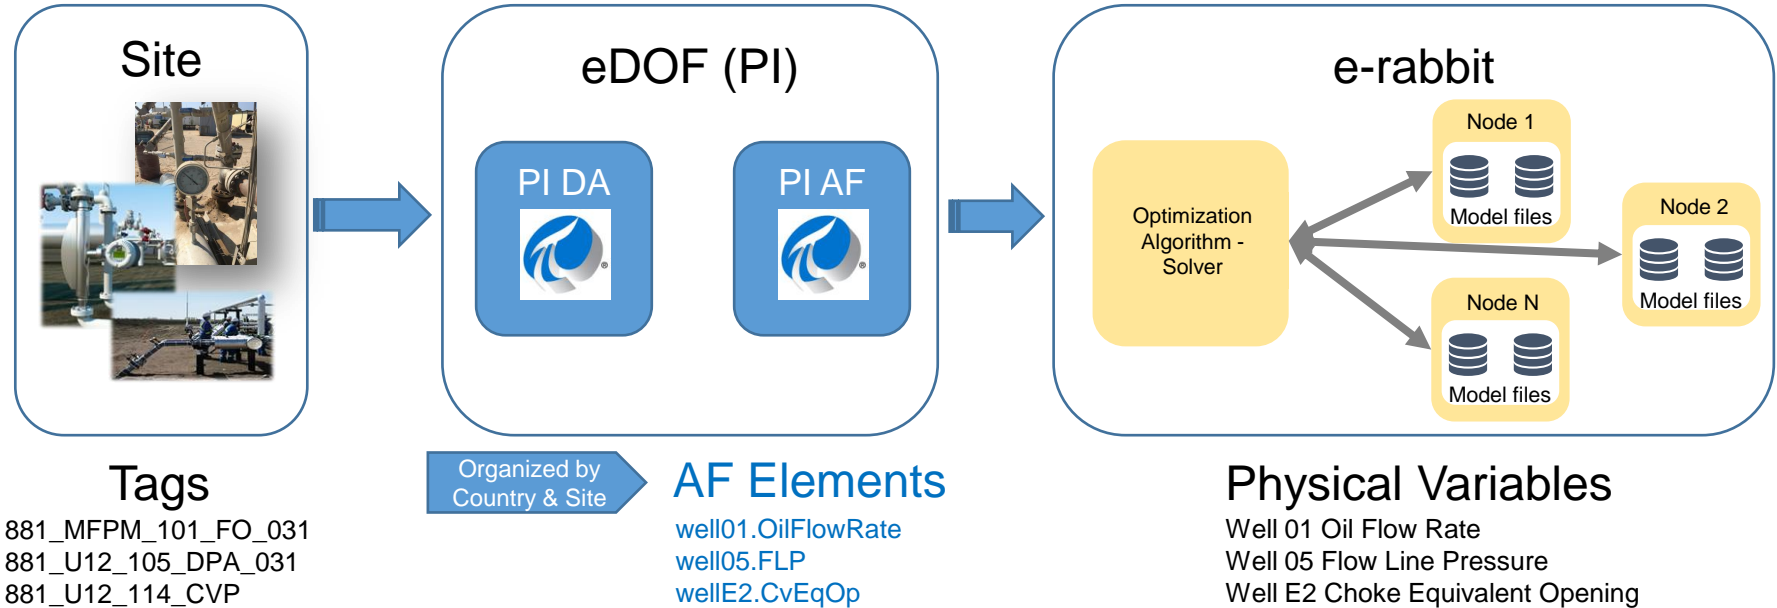 Site
eDOF (PI)
e-rabbit
PI DA
®
PI AF
®
Optimization
Algorithm -
Solver
Node 1
Model files
Node 2
Model files
Node N
Model files
Tags
881_MFPM_101_FO_031
881_U12_105_DPA_031
881_U12_114_CVP
Organized by
Country & Site
AF Elements
well01.OilFlowRate
well05.FLP
wellE2.CvEqOp
Physical Variables
Well 01 Oil Flow Rate
Well 05 Flow Line Pressure
Well E2 Choke Equivalent Opening